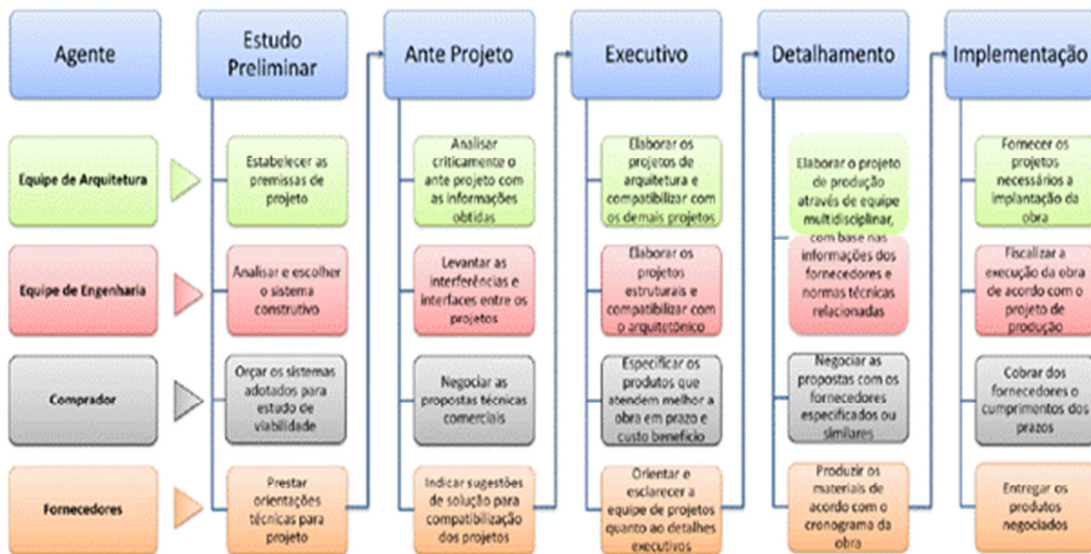 Agente
Estudo
Preliminar
Ante Projeto
Executivo
Detalhamento
Implementação
Equipe de Arquitetura
Estabelecer as
premissas de
projeto
Analisar
criticamente o
ante projeto com
as informações
obtidas
Elaborar os
projetos de
arquitetura e
compatibilizar com
os demais projetos
Elaborar o projeto
de produção
através de equipe
multidisciplinar,
com base nas
informações dos
fornecedores e
normas técnicas
relacionadas
Fornecer os
projetos
necessários a
implantação da
obra
Equipe de Engenharia
Analisar e escolher
o sistema
construtivo
Levantar as
interferências e
interfaces entre os
projetos
Elaborar os
projetos
estruturais e
compatibilizar com
o arquitetônico
Fiscalizar a
execução da obra
de acordo com o
projeto de
produção
Comprador
Orçar os sistemas
adotados para
estudo de
viabilidade
Negociar as
propostas técnicas
comerciais
Especificar os
produtos que
atendem melhor a
obra em prazo e
custo beneficio
Negociar as
propostas com os
fornecedores
especificados ou
similares
Cobrar dos
fornecedores o
cumprimentos dos
prazos
Fornecedores
Prestar
orientações
técnicas para
projeto
Indicar sugestões
de solução para
compatibilização
dos projetos
Orientar e
esclarecer a
equipe de projetos
quanto ao detalhes
executivos
Produzir os
materiais de
acordo com o
cronograma da
obra
Entregar os
produtos
negociados